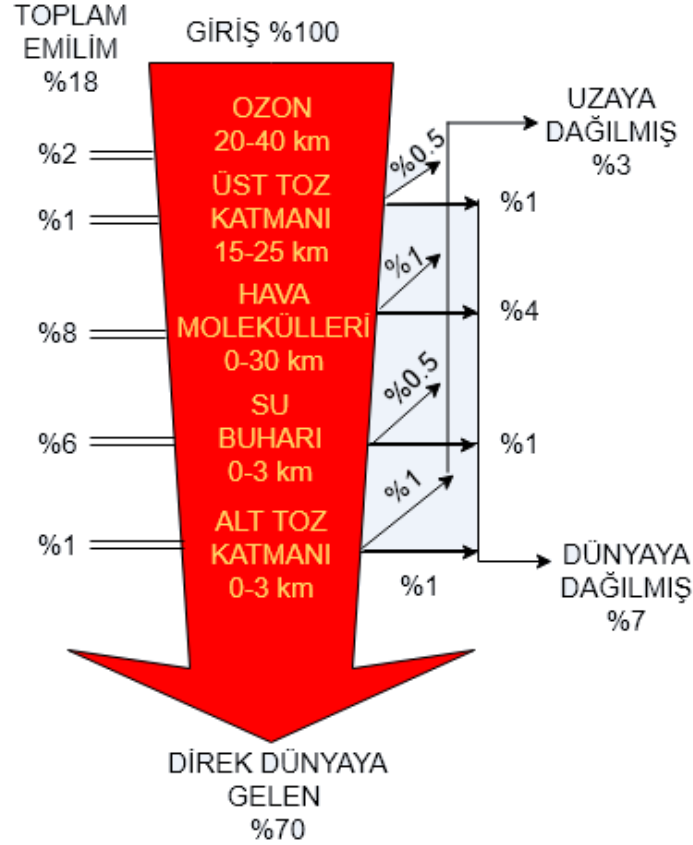 TOPLAM
EMİLİM
%18
GİRİŞ %100
OZON
20-40 km
ÜST TOZ
KATMANI
15-25 km
HAVA
MOLEKÜLLERİ
0-30 km
SU
BUHARI
0-3 km
ALT TOZ
KATMANI
0-3 km
%2
%1
%8
%6
%1
%0.5
%1
%0.5
%1
%1
%4
%1
%1
UZAYA
DAĞILMIŞ
%3
DÜNYAYA
DAĞILMIŞ
%7
DİREK DÜNYAYA
GELEN
%70